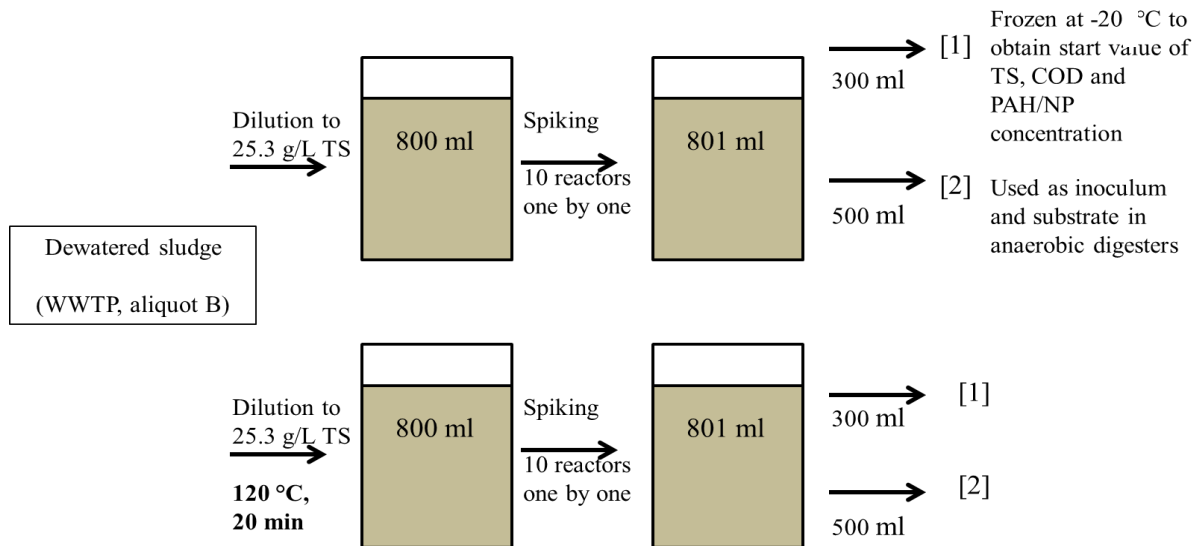 Dewatered sludge
(WWTP, aliquot B)
Dilution to
25.3 g/L TS
800 ml
Spiking
10 reactors
one by one
801 ml
300 ml
[1]
Frozen at -20 °C to
obtain start value of
TS, COD and
PAH/NP
concentration
500 ml
[2]
Used as inoculum
and substrate in
anaerobic digesters
Dilution to
25.3 g/L TS
120 °C,
20 min
800 ml
Spiking
10 reactors
one by one
801 ml
300 ml
[1]
500 ml
[2]